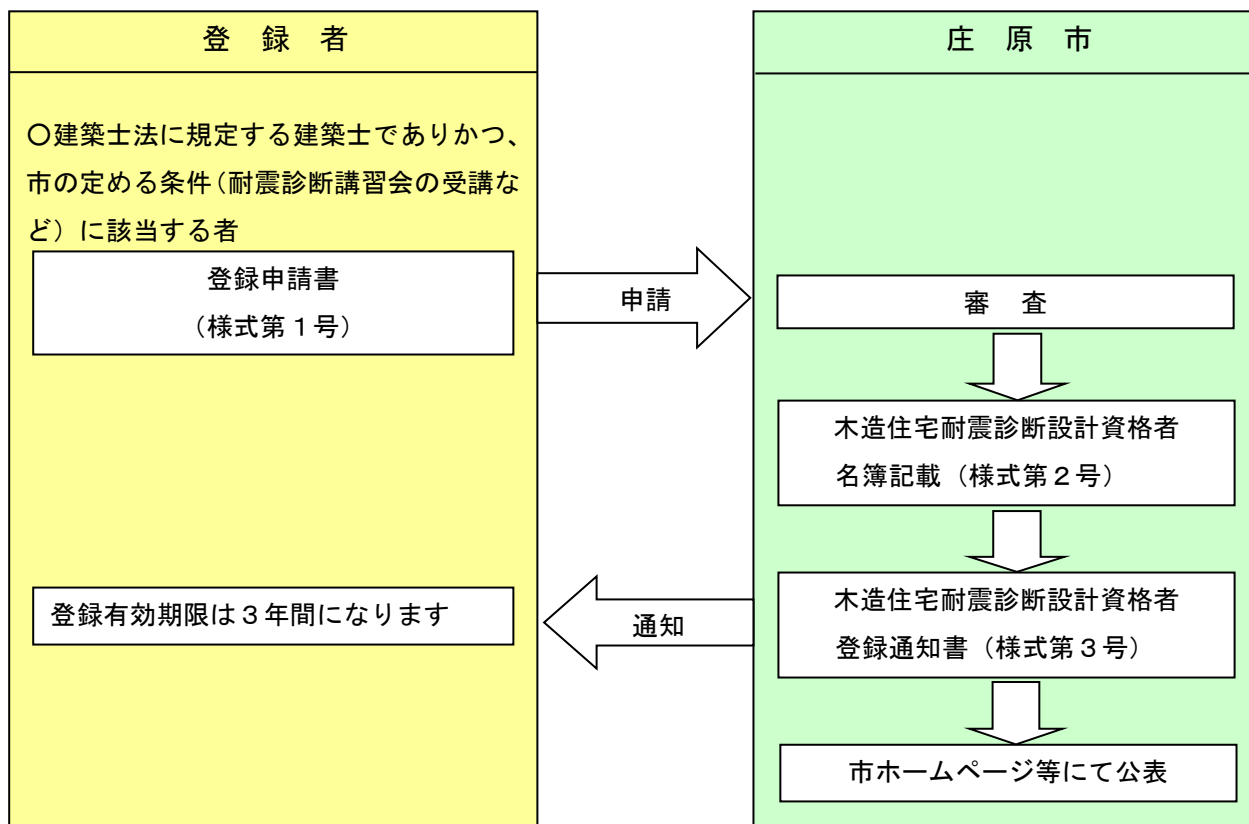 登　録　者
〇建築士法に規定する建築士でありかつ、
市の定める条件（耐震診断講習会の受講な
ど）に該当する者
登録申請書
（様式第１号）
申請
登録有効期限は３年間になります
通知
庄　原　市
審　査
木造住宅耐震診断設計資格者
名簿記載（様式第２号）
木造住宅耐震診断設計資格者
登録通知書（様式第３号）
市ホームページ等にて公表